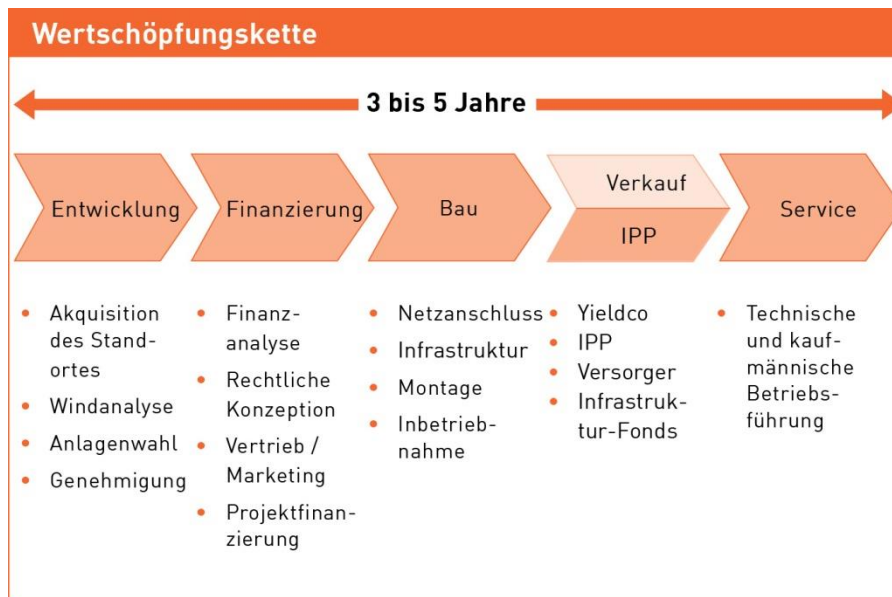 Wertschöpfungskette
3 bis 5 Jahre
Entwicklung
Finanzierung
Bau
Verkauf
IPP
Service
• Akquisition
des Stand-
ortes
• Windanalyse
• Anlagenwahl
• Genehmigung
• Finanz-
analyse
• Rechtliche
Konzeption
• Vertrieb /
Marketing
• Projektfinan-
zierung
• Netzanschluss
• Infrastruktur
• Montage
• Inbetrieb-
nahme
• Yieldco
• IPP
• Versorger
• Infrastruk-
tur-Fonds
• Technische
und kauf-
männische
Betriebs-
führung